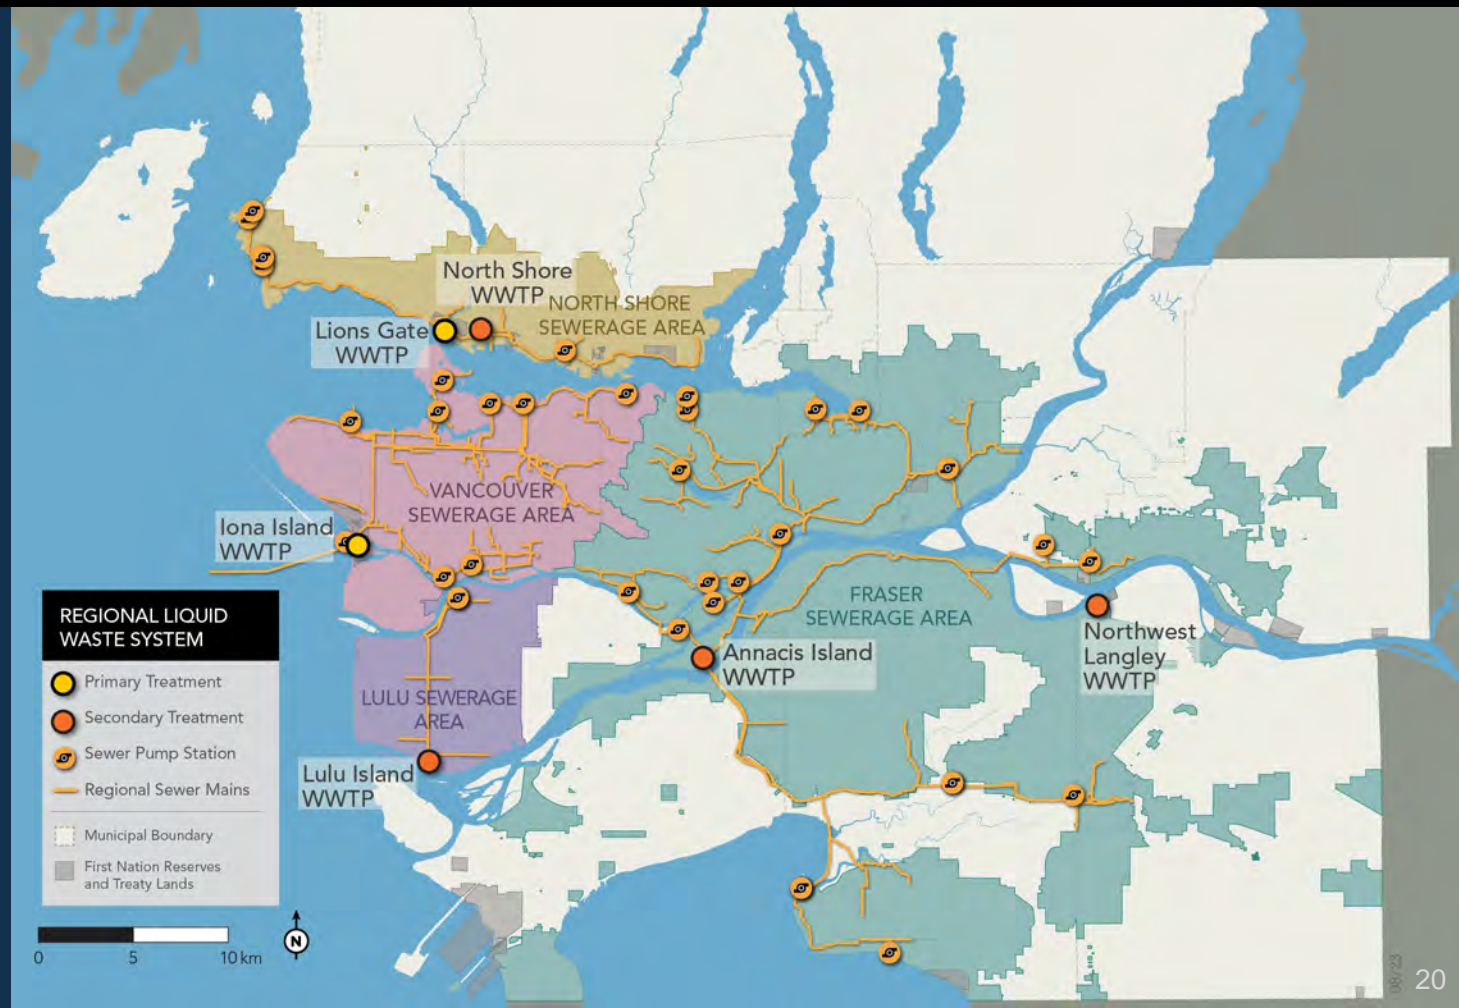 North Shore
WWTP
NORTH SHORE
SEWERAGE AREA
Lions Gate
WWTP
VANCOUVER
SEWERAGE AREA
Iona Island
WWTP
FRASER
SEWERAGE AREA
Annacis Island
WWTP
Northwest
Langley
WWTP
LULU SEWERAGE
AREA
Lulu Island
WWTP
REGIONAL LIQUID
WASTE SYSTEM
Primary Treatment
Secondary Treatment
Sewer Pump Station
Regional Sewer Mains
Municipal Boundary
First Nation Reserves
and Treaty Lands
0 5 10 km
N
08/23
20